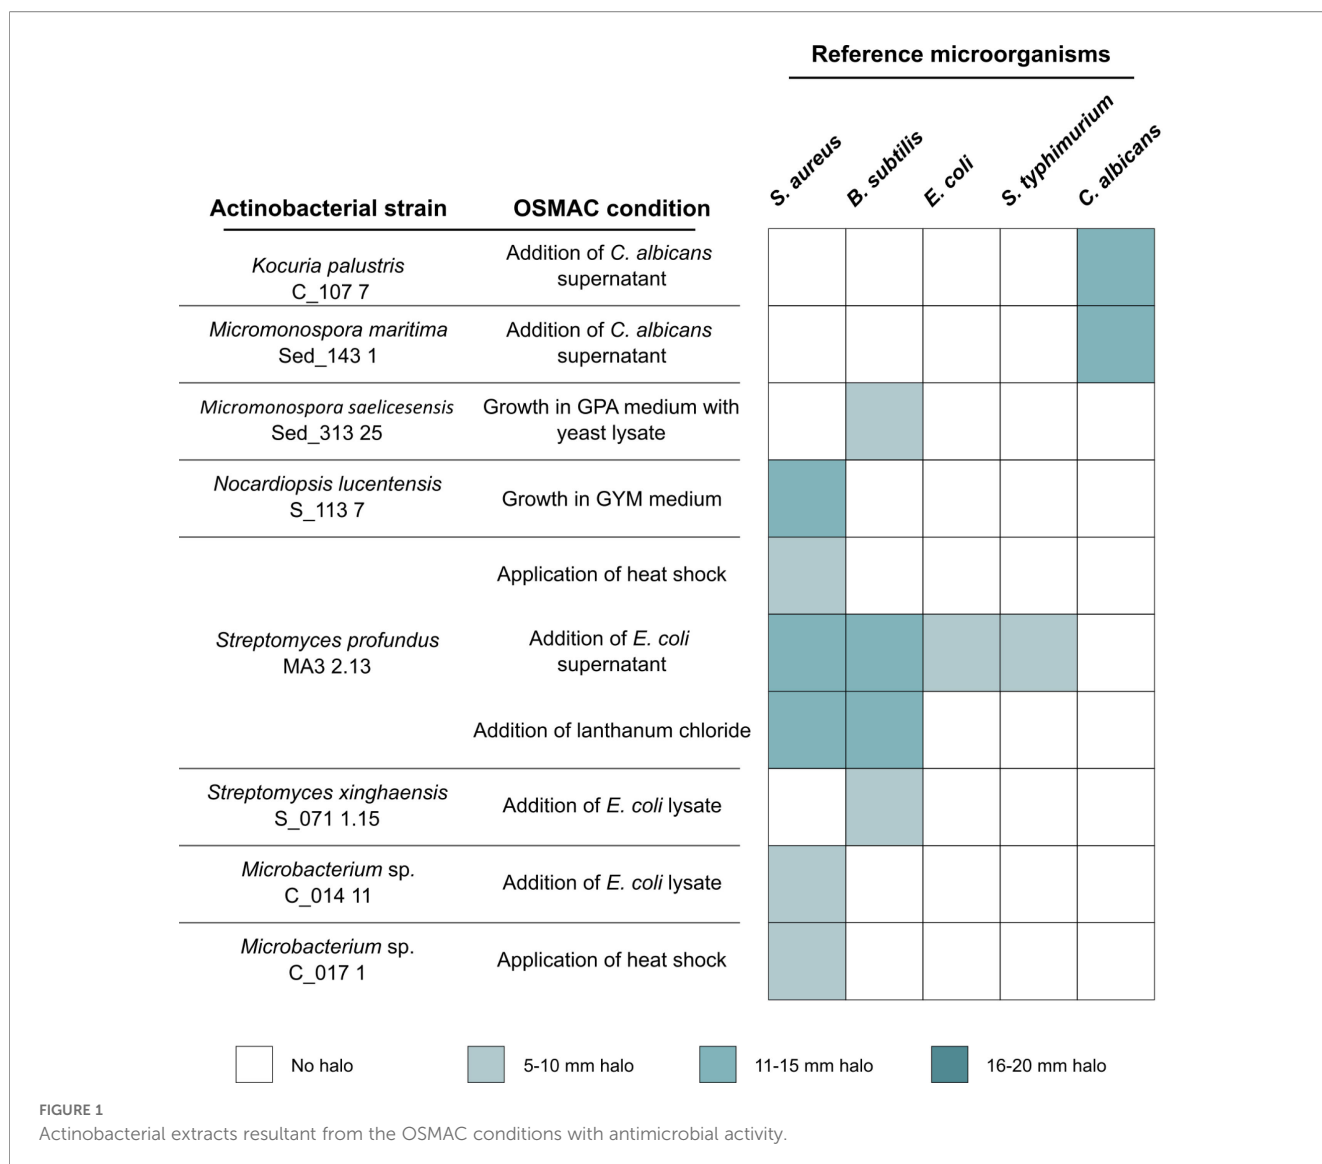 Reference microorganisms
S. aureus
B. subtilis
E. coli
S. typhimurium
C. albicans
Actinobacterial strain
OSMAC condition
Kocuria palustris
C_107 7
Addition of C. albicans
supernatant
Micromonospora maritima
Sed_143 1
Addition of C. albicans
supernatant
Micromonospora saelicesensis
Sed_313 25
Growth in GPA medium with
yeast lysate
Nocardiopsis lucentensis
S_113 7
Growth in GYM medium
Streptomyces profundus
MA3 2.13
Application of heat shock
Addition of E. coli
supernatant
Addition of lanthanum chloride
Streptomyces xinghaensis
S_071 1.15
Addition of E. coli lysate
Microbacterium sp.
C_014 11
Addition of E. coli lysate
Microbacterium sp.
C_017 1
Application of heat shock
No halo
5-10 mm halo
11-15 mm halo
16-20 mm halo
FIGURE 1
Actinobacterial extracts resultant from the OSMAC conditions with antimicrobial activity.